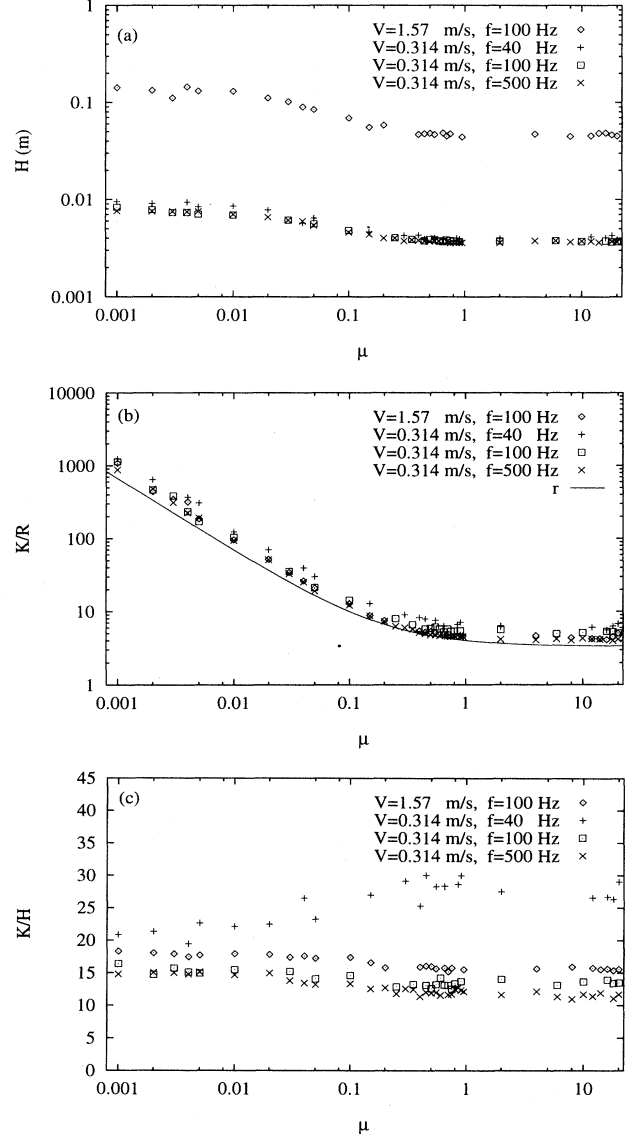 1
(a)
V=1.57 m/s, f=100 Hz
V=0.314 m/s, f=40 Hz
V=0.314 m/s, f=100 Hz
V=0.314 m/s, f=500 Hz
0.1
H (m)
0.01
0.001
0.001 0.01 0.1 1 10
μ
10000
(b)
V=1.57 m/s, f=100 Hz
V=0.314 m/s, f=40 Hz
V=0.314 m/s, f=100 Hz
V=0.314 m/s, f=500 Hz
r
1000
100
K/R
10
1
0.001 0.01 0.1 1 10
μ
45
(c)
V=1.57 m/s, f=100 Hz
V=0.314 m/s, f=40 Hz
V=0.314 m/s, f=100 Hz
V=0.314 m/s, f=500 Hz
40
35
30
25
K/H
20
15
10
5
0
0.001 0.01 0.1 1 10
μ